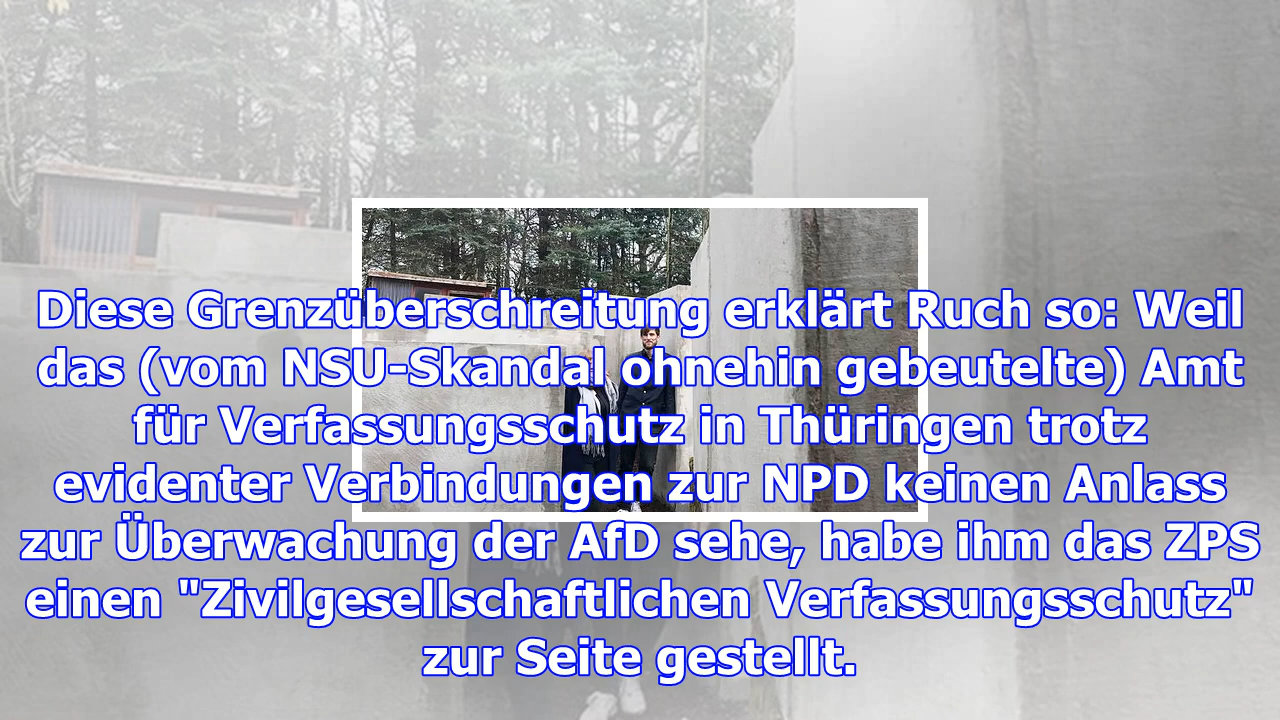 Diese Grenzüberschreitung erklärt Ruch so: Weil
das (vom NSU-Skandal ohnehin gebeutelte) Amt
für Verfassungsschutz in Thüringen trotz
evidenter Verbindungen zur NPD keinen Anlass
zur Überwachung der AfD sehe, habe ihm das ZPS
einen "Zivilgesellschaftlichen Verfassungsschutz"
zur Seite gestellt.